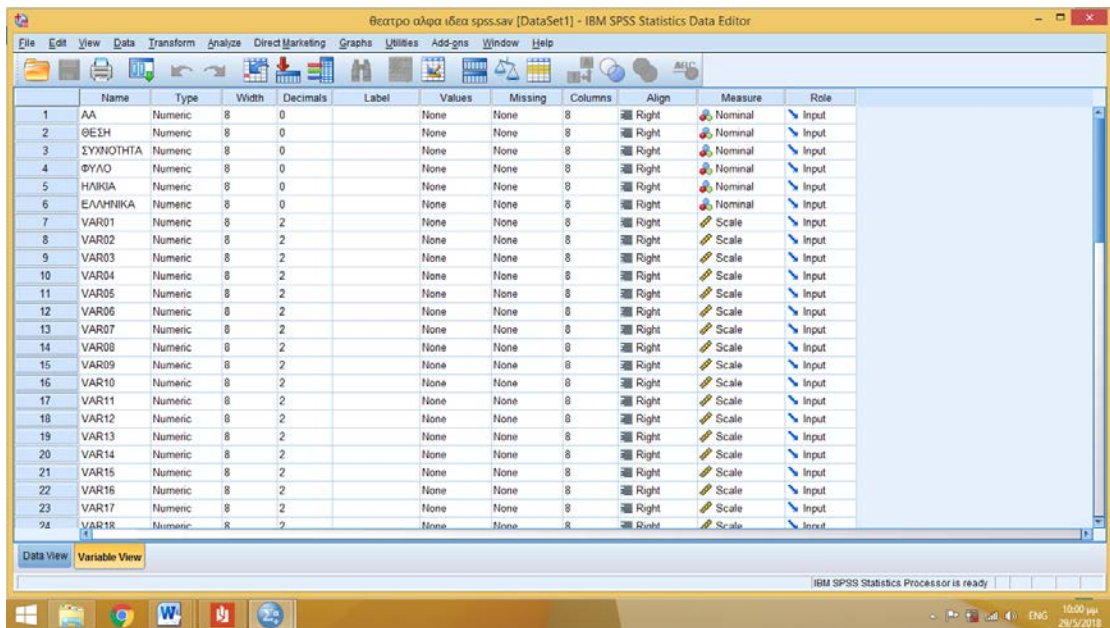 θεατρο αλφα ιδεα spss.sav [DataSet1] - IBM SPSS Statistics Data Editor
File Edit View Data Transform Analyze Direct Marketing Graphs Utilities Add-ons Window Help
Name Type Width Decimals Label Values Missing Columns Align Measure Role
1 ΑΑ Numeric 8 0 None None 8 Right Nominal Input
2 ΘΕΣΗ Numeric 8 0 None None 8 Right Nominal Input
3 ΣΥΧΝΟΤΗΤΑ Numeric 8 0 None None 8 Right Nominal Input
4 ΦΥΛΟ Numeric 8 0 None None 8 Right Nominal Input
5 ΗΛΙΚΙΑ Numeric 8 0 None None 8 Right Nominal Input
6 ΕΛΛΗΝΙΚΑ Numeric 8 0 None None 8 Right Nominal Input
7 VAR01 Numeric 8 2 None None 8 Right Scale Input
8 VAR02 Numeric 8 2 None None 8 Right Scale Input
9 VAR03 Numeric 8 2 None None 8 Right Scale Input
10 VAR04 Numeric 8 2 None None 8 Right Scale Input
11 VAR05 Numeric 8 2 None None 8 Right Scale Input
12 VAR06 Numeric 8 2 None None 8 Right Scale Input
13 VAR07 Numeric 8 2 None None 8 Right Scale Input
14 VAR08 Numeric 8 2 None None 8 Right Scale Input
15 VAR09 Numeric 8 2 None None 8 Right Scale Input
16 VAR10 Numeric 8 2 None None 8 Right Scale Input
17 VAR11 Numeric 8 2 None None 8 Right Scale Input
18 VAR12 Numeric 8 2 None None 8 Right Scale Input
19 VAR13 Numeric 8 2 None None 8 Right Scale Input
20 VAR14 Numeric 8 2 None None 8 Right Scale Input
21 VAR15 Numeric 8 2 None None 8 Right Scale Input
22 VAR16 Numeric 8 2 None None 8 Right Scale Input
23 VAR17 Numeric 8 2 None None 8 Right Scale Input
24 VAR18 Numeric 8 2 None None 8 Right Scale Input
Data View Variable View
IBM SPSS Statistics Processor is ready
ENG 10:00 μμ
29/5/2018